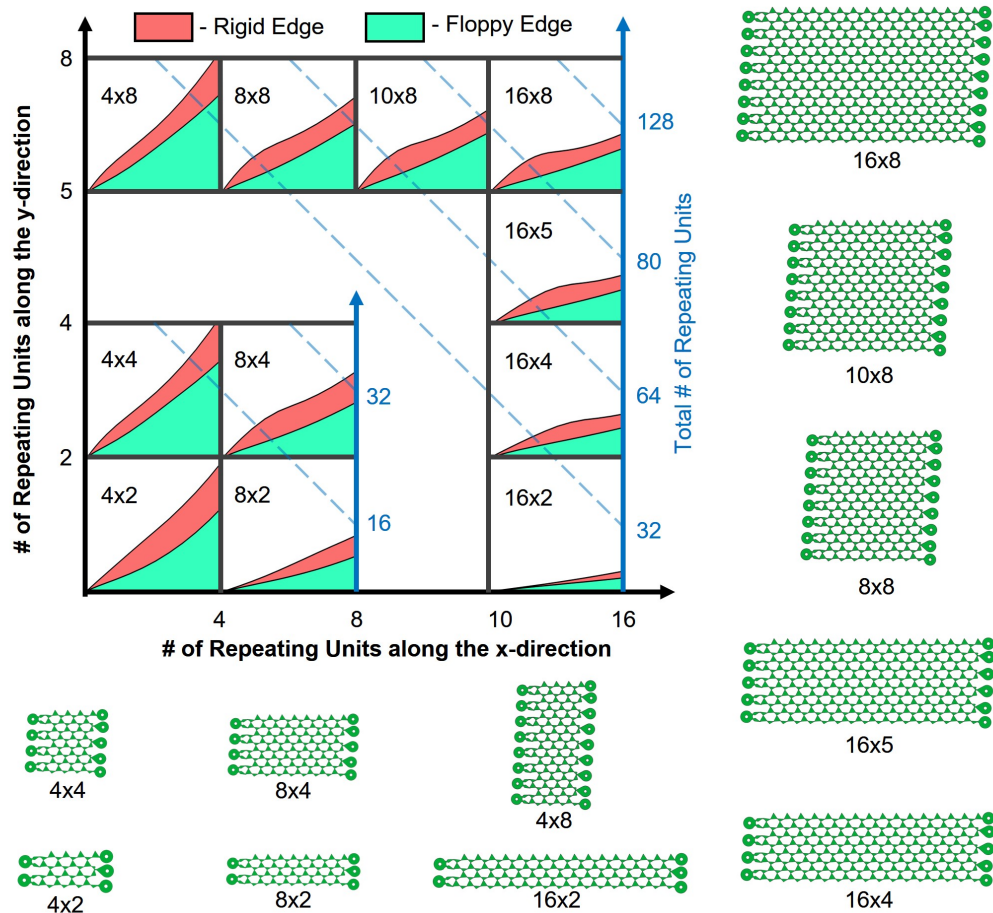 - Rigid Edge - Floppy Edge
8
4x8 8x8 10x8 16x8
128
16x8
5
16x5
80
# of Repeating Units along the y-direction
Total # of Repeating Units
4
4x4 8x4 16x4
32 64
10x8
2
4x2 8x2 16x2
16 32
8x8
4 8 10 16
# of Repeating Units along the x-direction
16x5
4x4 8x4 4x8
4x2 8x2 16x2 16x4